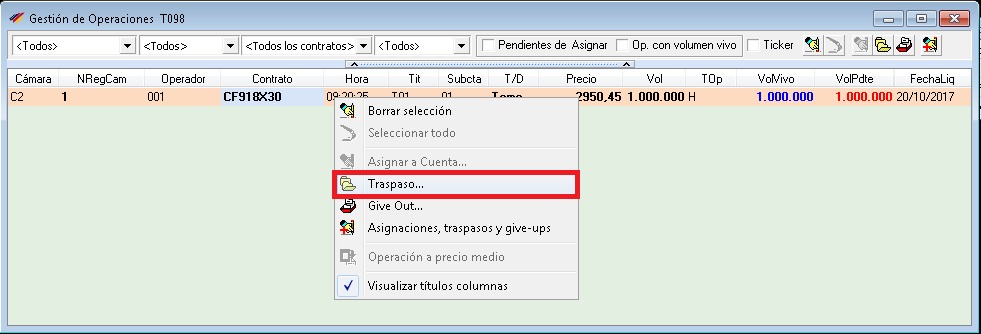 Gestión de Operaciones T098
<Todos> <Todos> <Todos los contratos> <Todos> Pendientes de Asignar Op. con volumen vivo Ticker
Cámara NRegCam Operador Contrato Hora Tit Subcta T/D Precio Vol TOp VolVivo VolPdte FechaLiq
C2 1 001 CF918X30 09:20:25 T01 01 Toma 2950,45 1.000.000 H 1.000.000 1.000.000 20/10/2017
Borrar selección
Seleccionar todo
Asignar a Cuenta...
Traspaso...
Give Out...
Asignaciones, traspasos y give-ups
Operación a precio medio
Visualizar títulos columnas